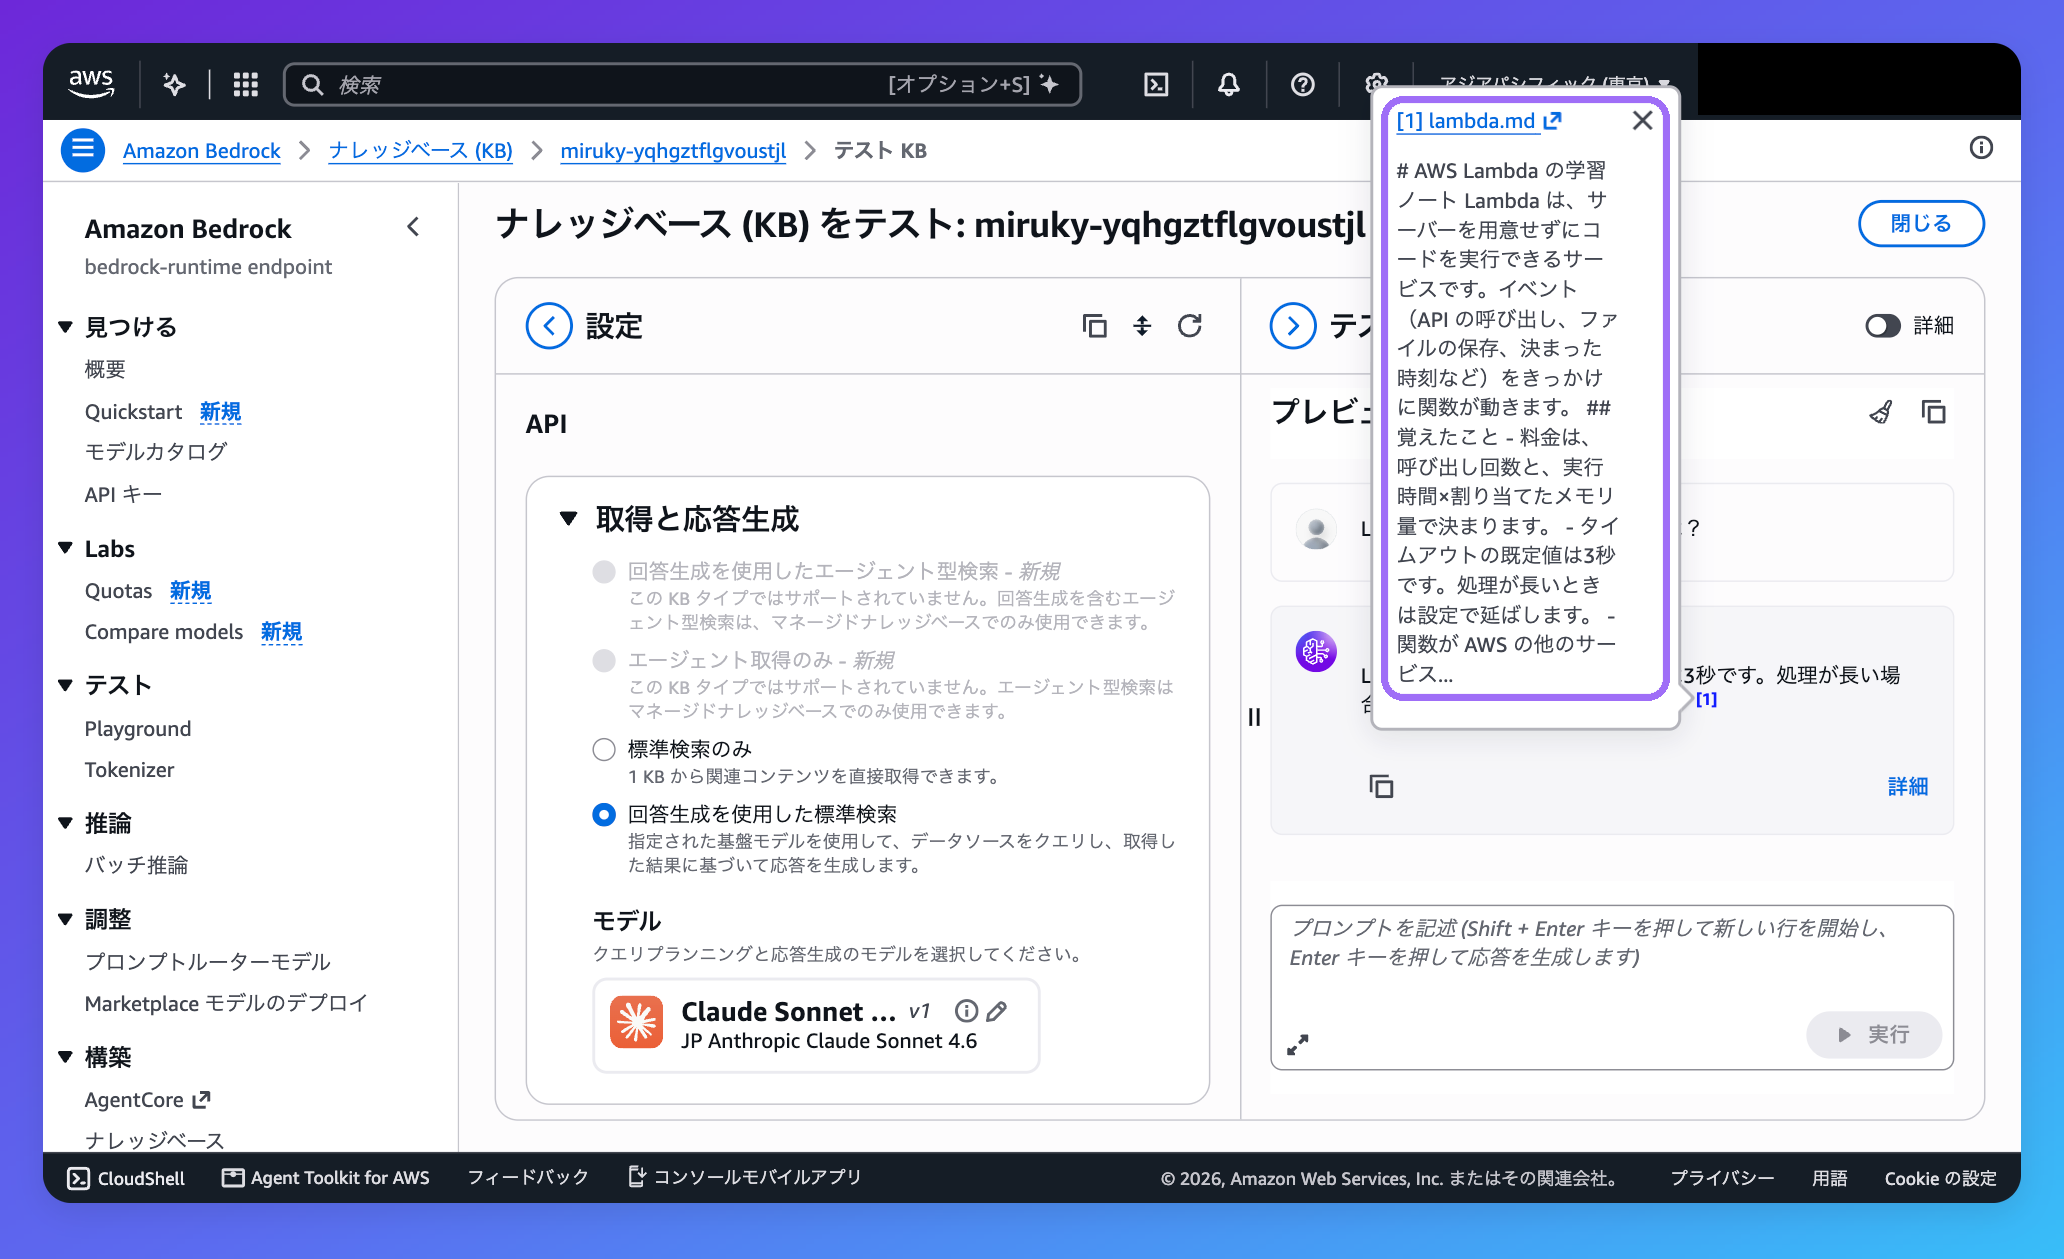 aws
検索
[オプション+S]
アジアパシフィック (東京)
Amazon Bedrock
ナレッジベース (KB)
miruky-yqhgztflgvoustjl
テスト KB
Amazon Bedrock
bedrock-runtime endpoint
見つける
概要
Quickstart 新規
モデルカタログ
API キー
Labs
Quotas 新規
Compare models 新規
テスト
Playground
Tokenizer
推論
バッチ推論
調整
プロンプトルーターモデル
Marketplace モデルのデプロイ
構築
AgentCore
ナレッジベース
ナレッジベース (KB) をテスト: miruky-yqhgztflgvoustjl
閉じる
設定
API
取得と応答生成
回答生成を使用したエージェント型検索 - 新規
この KB タイプではサポートされていません。回答生成を含むエージ
ェント型検索は、マネージドナレッジベースでのみ使用できます。
エージェント取得のみ - 新規
この KB タイプではサポートされていません。エージェント型検索は
マネージドナレッジベースでのみ使用できます。
標準検索のみ
1 KB から関連コンテンツを直接取得できます。
回答生成を使用した標準検索
指定された基盤モデルを使用して、データソースをクエリし、取得し
た結果に基づいて応答を生成します。
モデル
クエリプランニングと応答生成のモデルを選択してください。
Claude Sonnet ... v1
JP Anthropic Claude Sonnet 4.6
詳細
プレビ
?
3秒です。処理が長い場
[1]
詳細
[1] lambda.md
# AWS Lambda の学習
ノート Lambda は、サ
ーバーを用意せずにコ
ードを実行できるサー
ビスです。イベント
（API の呼び出し、ファ
イルの保存、決まった
時刻など）をきっかけ
に関数が動きます。 ##
覚えたこと - 料金は、
呼び出し回数と、実行
時間×割り当てたメモリ
量で決まります。 - タイ
ムアウトの既定値は3秒
です。処理が長いとき
は設定で延ばします。 -
関数が AWS の他のサー
ビス...
プロンプトを記述 (Shift + Enter キーを押して新しい行を開始し、
Enter キーを押して応答を生成します)
実行
CloudShell
Agent Toolkit for AWS
フィードバック
コンソールモバイルアプリ
© 2026, Amazon Web Services, Inc. またはその関連会社。
プライバシー
用語
Cookie の設定